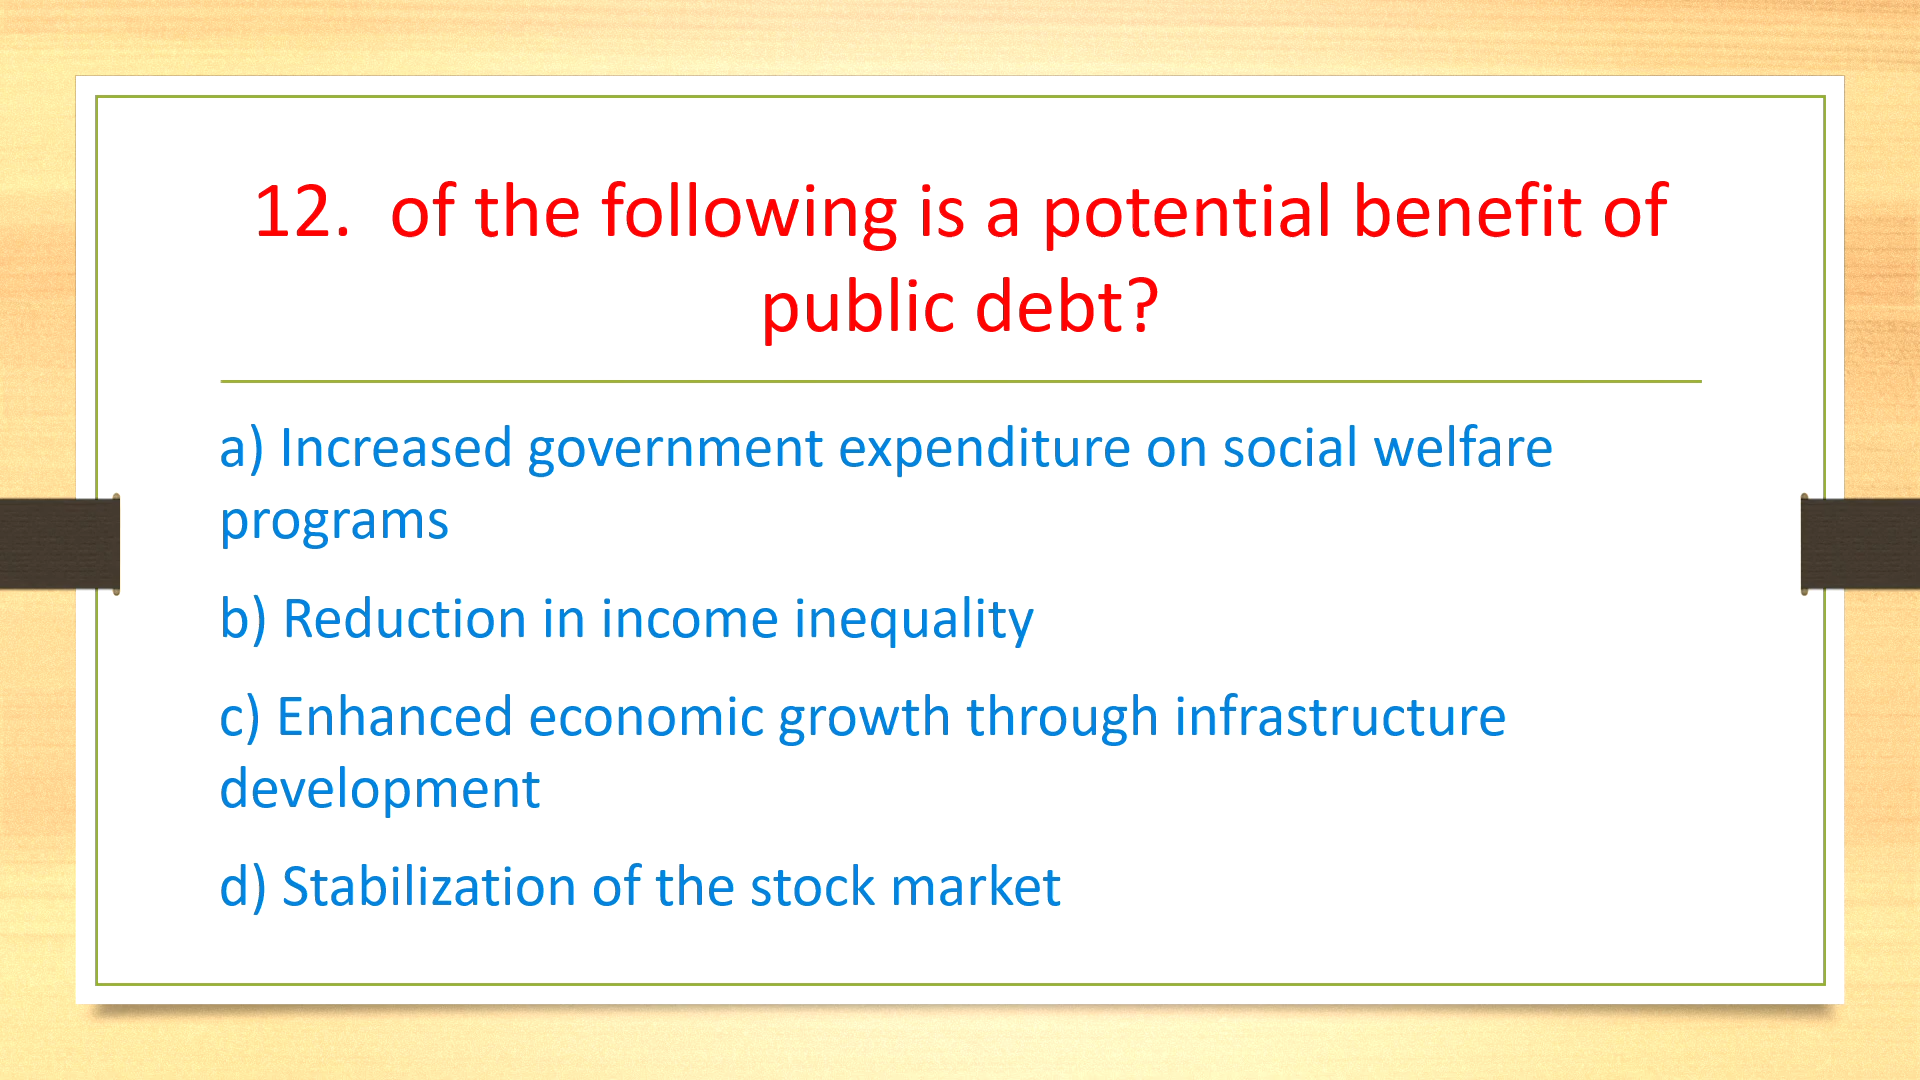 12.  of the following is a potential benefit of
public debt?
a) Increased government expenditure on social welfare
programs
b) Reduction in income inequality
c) Enhanced economic growth through infrastructure
development
d) Stabilization of the stock market